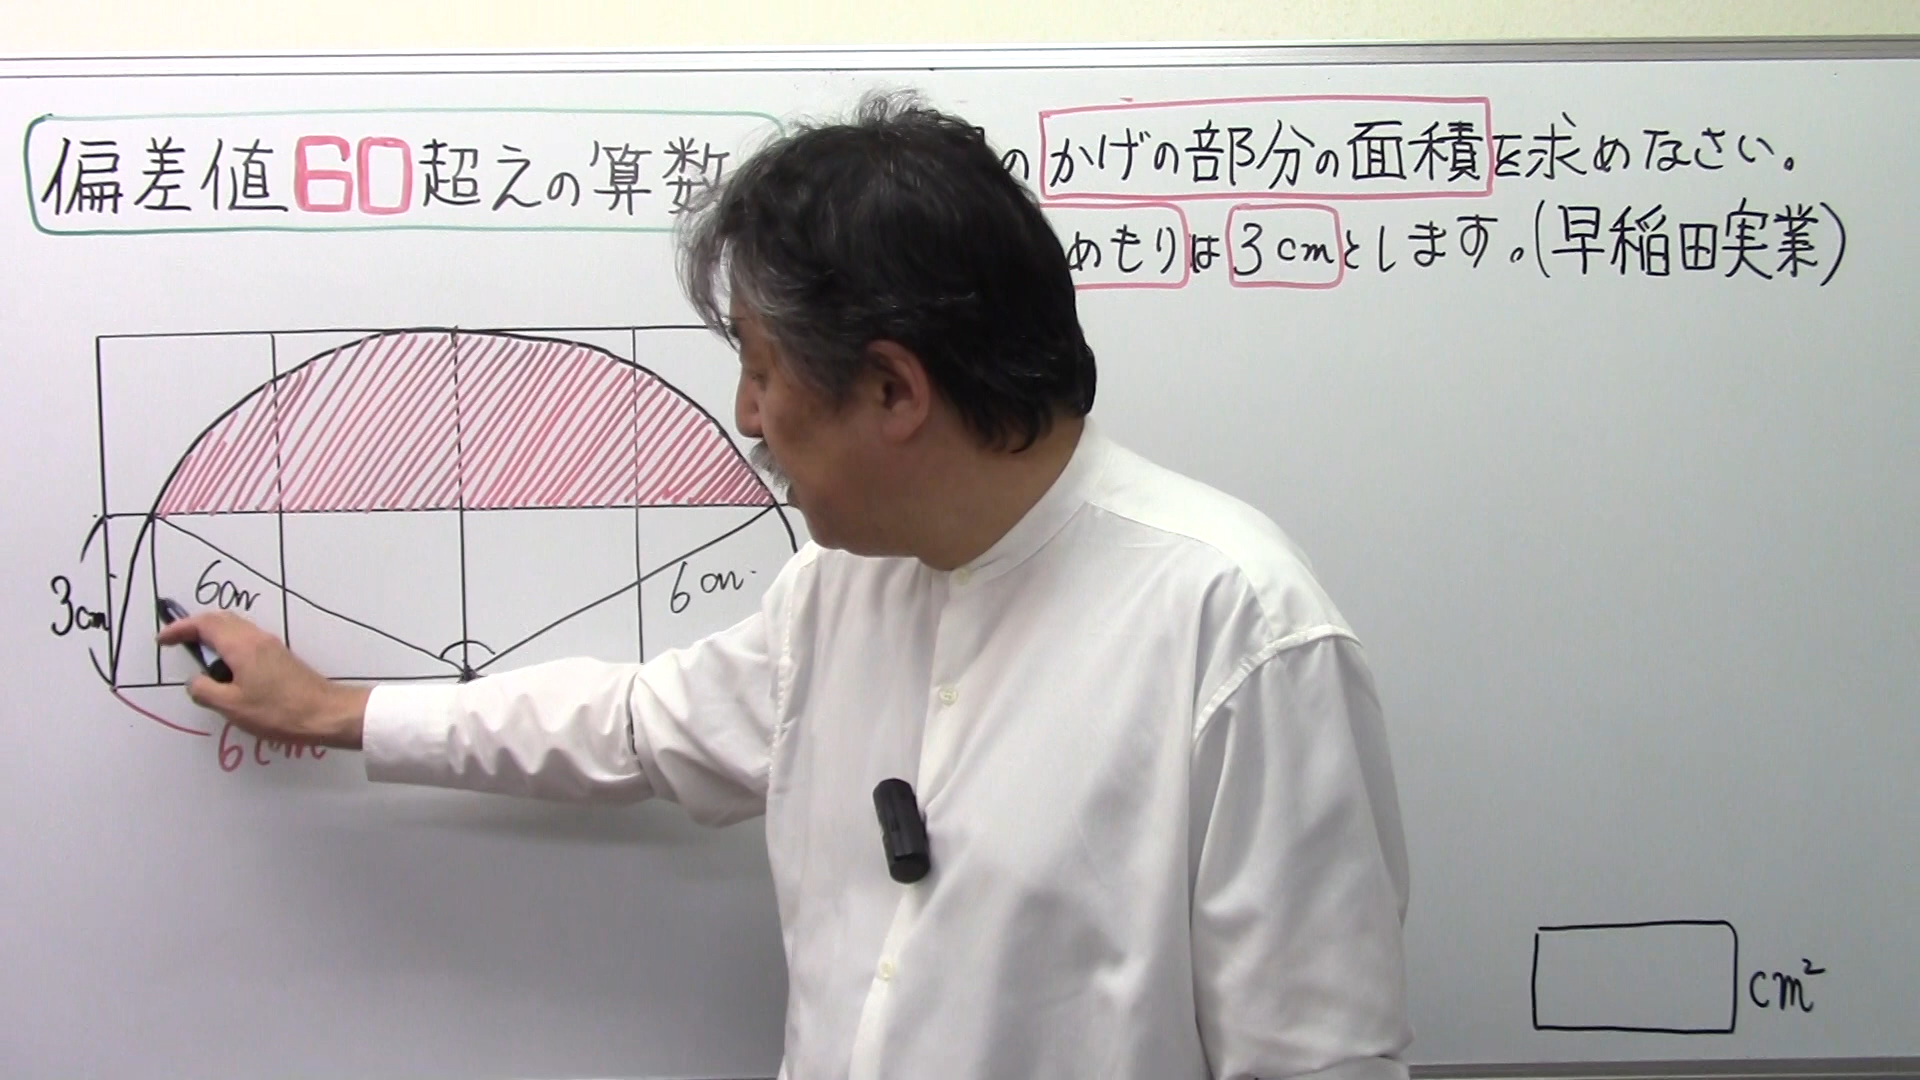 偏差値60超えの算数
のかげの部分の面積を求めなさい。
めもりは3cmとします。(早稲田実業)
3cm
6cm
6cm
6cm
cm²